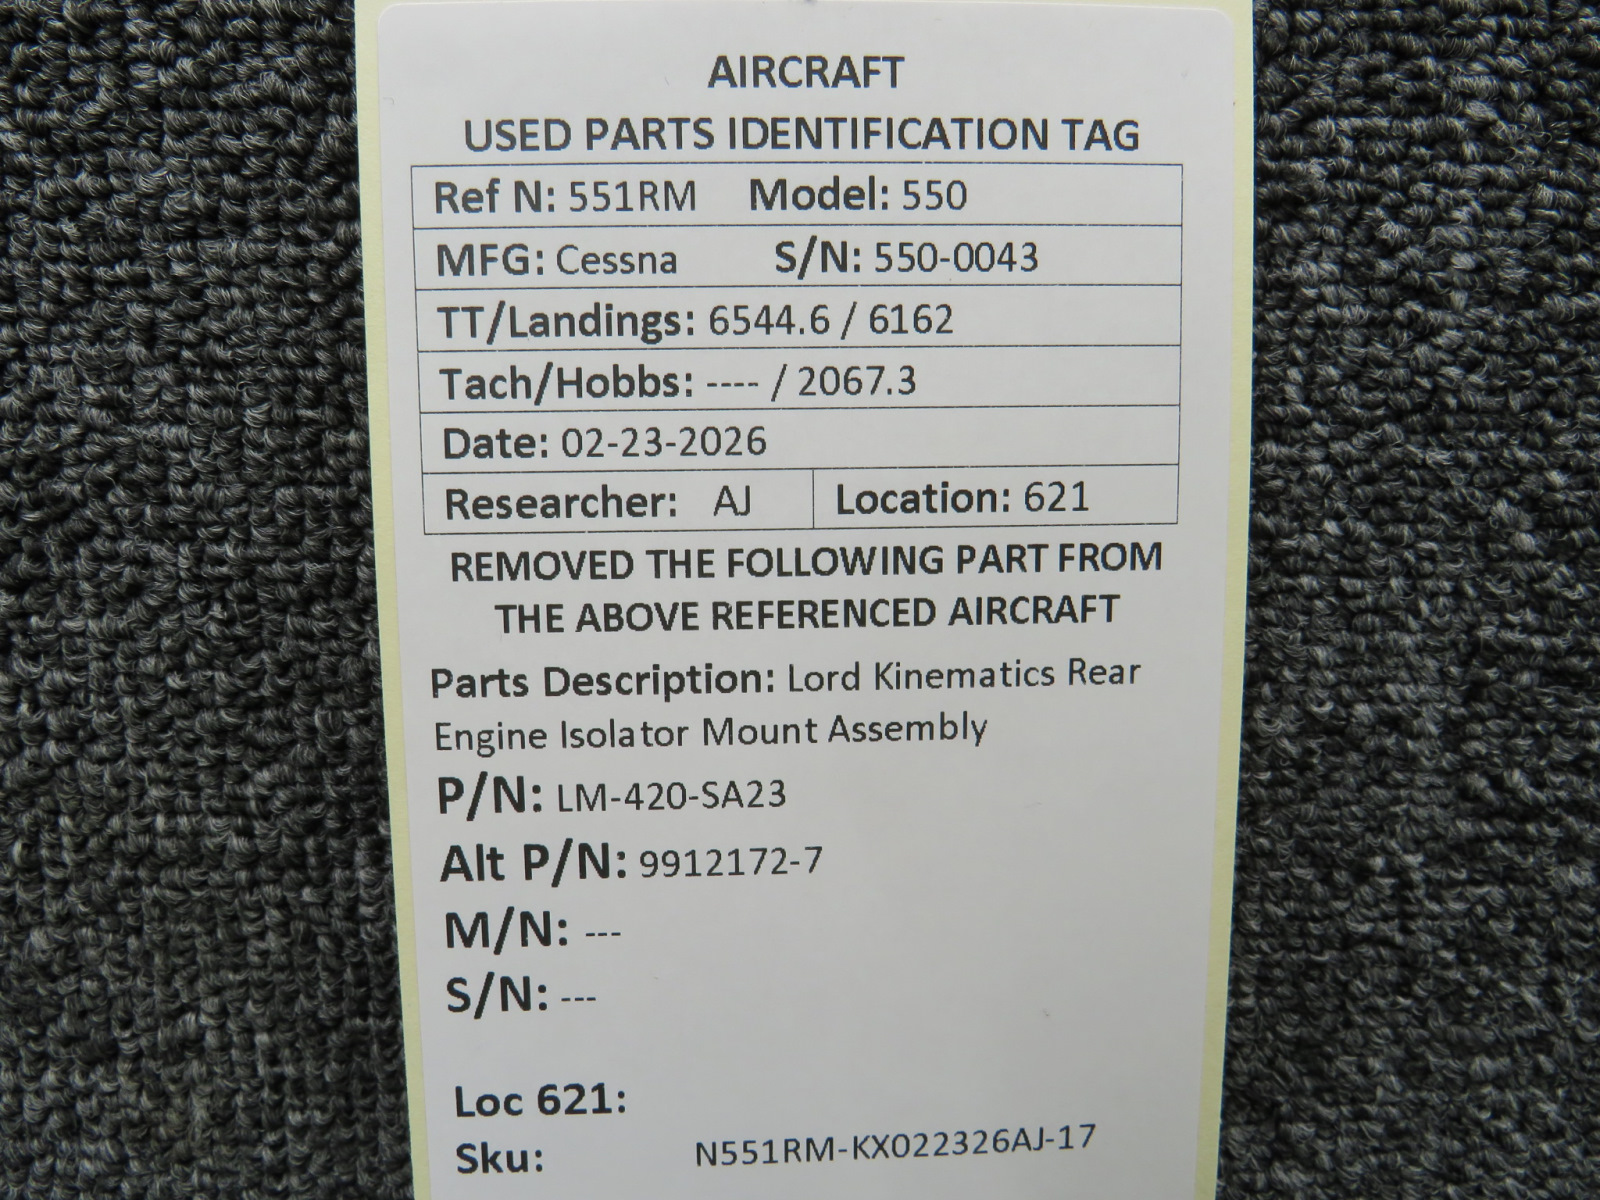 AIRCRAFT
USED PARTS IDENTIFICATION TAG
Ref N: 551RM Model: 550
MFG: Cessna S/N: 550-0043
TT/Landings: 6544.6 / 6162
Tach/Hobbs: ---- / 2067.3
Date: 02-23-2026
Researcher: AJ Location: 621
REMOVED THE FOLLOWING PART FROM
THE ABOVE REFERENCED AIRCRAFT
Parts Description: Lord Kinematics Rear
Engine Isolator Mount Assembly
P/N: LM-420-SA23
Alt P/N: 9912172-7
M/N: ---
S/N: ---
Loc 621:
Sku: N551RM-KX022326AJ-17